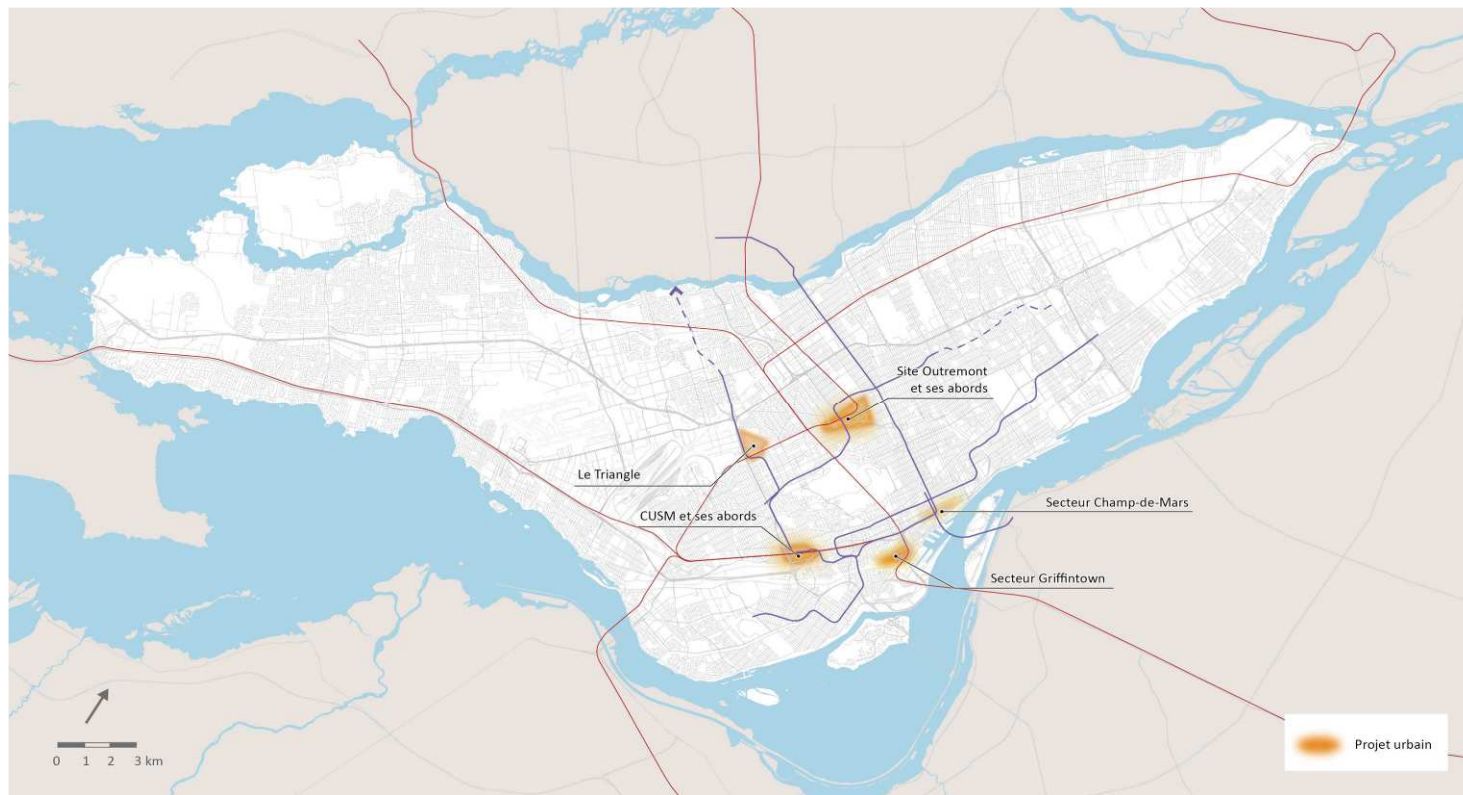 Site Outremont
et ses abords
Le Triangle
CUSM et ses abords
Secteur Champ-de-Mars
Secteur Griffintown
0 1 2 3 km
Projet urbain